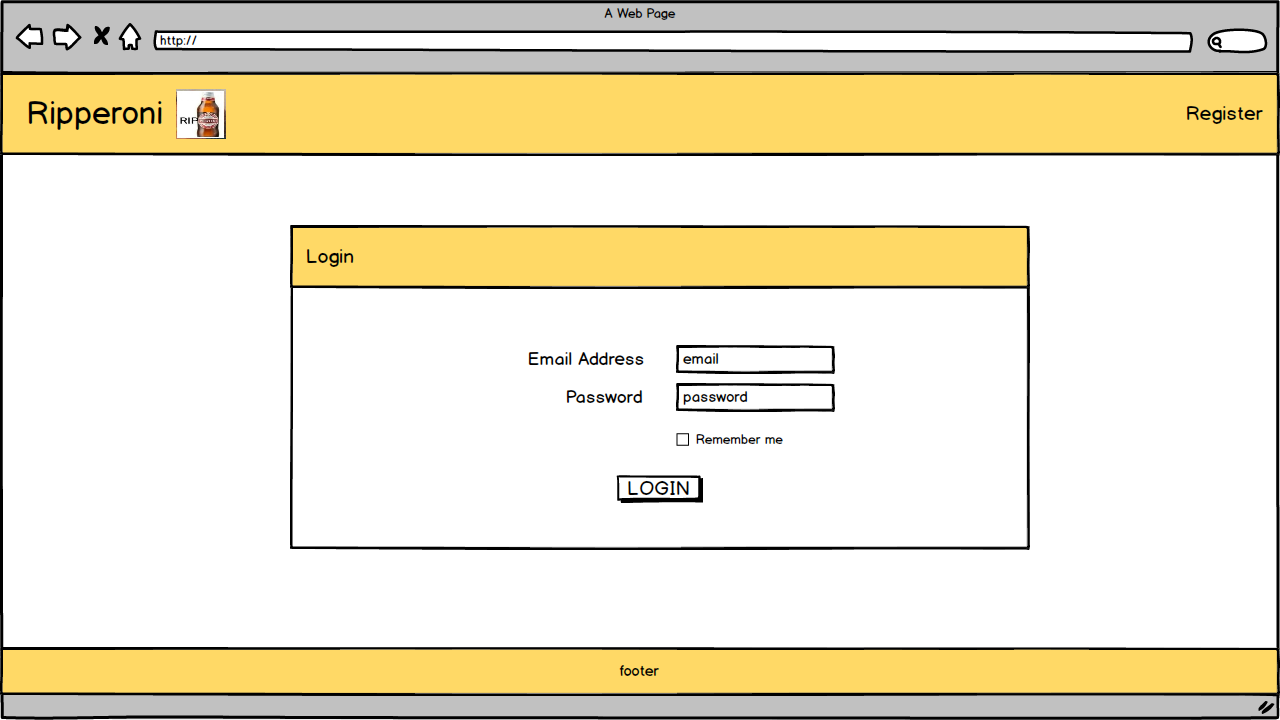 A Web Page
http://
Ripperoni
RIP
Register
Login
Email Address
email
Password
password
Remember me
LOGIN
footer